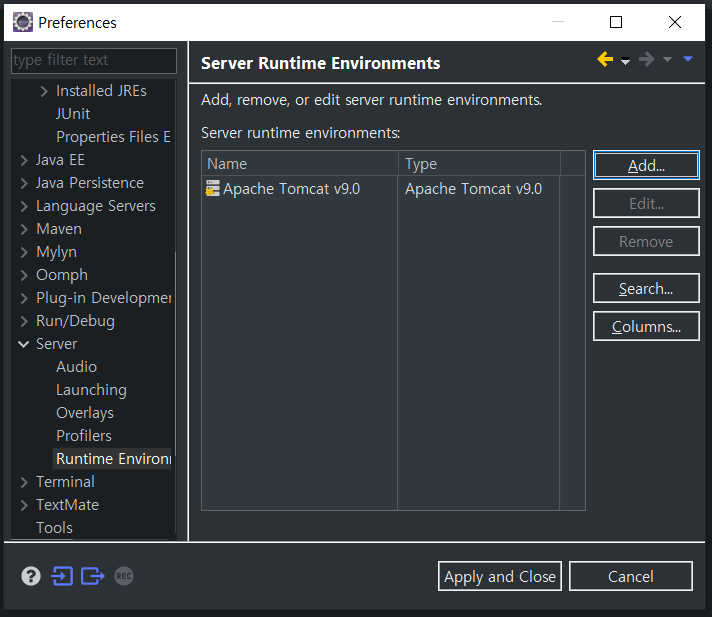 Preferences
type filter text
Installed JREs
JUnit
Properties Files E
Java EE
Java Persistence
Language Servers
Maven
Mylyn
Oomph
Plug-in Developmer
Run/Debug
Server
Audio
Launching
Overlays
Profilers
Runtime Environ
Terminal
TextMate
Tools
Server Runtime Environments
Add, remove, or edit server runtime environments.
Server runtime environments:
Name Type
Apache Tomcat v9.0 Apache Tomcat v9.0
Add...
Edit...
Remove
Search...
Columns...
?
REC
Apply and Close
Cancel